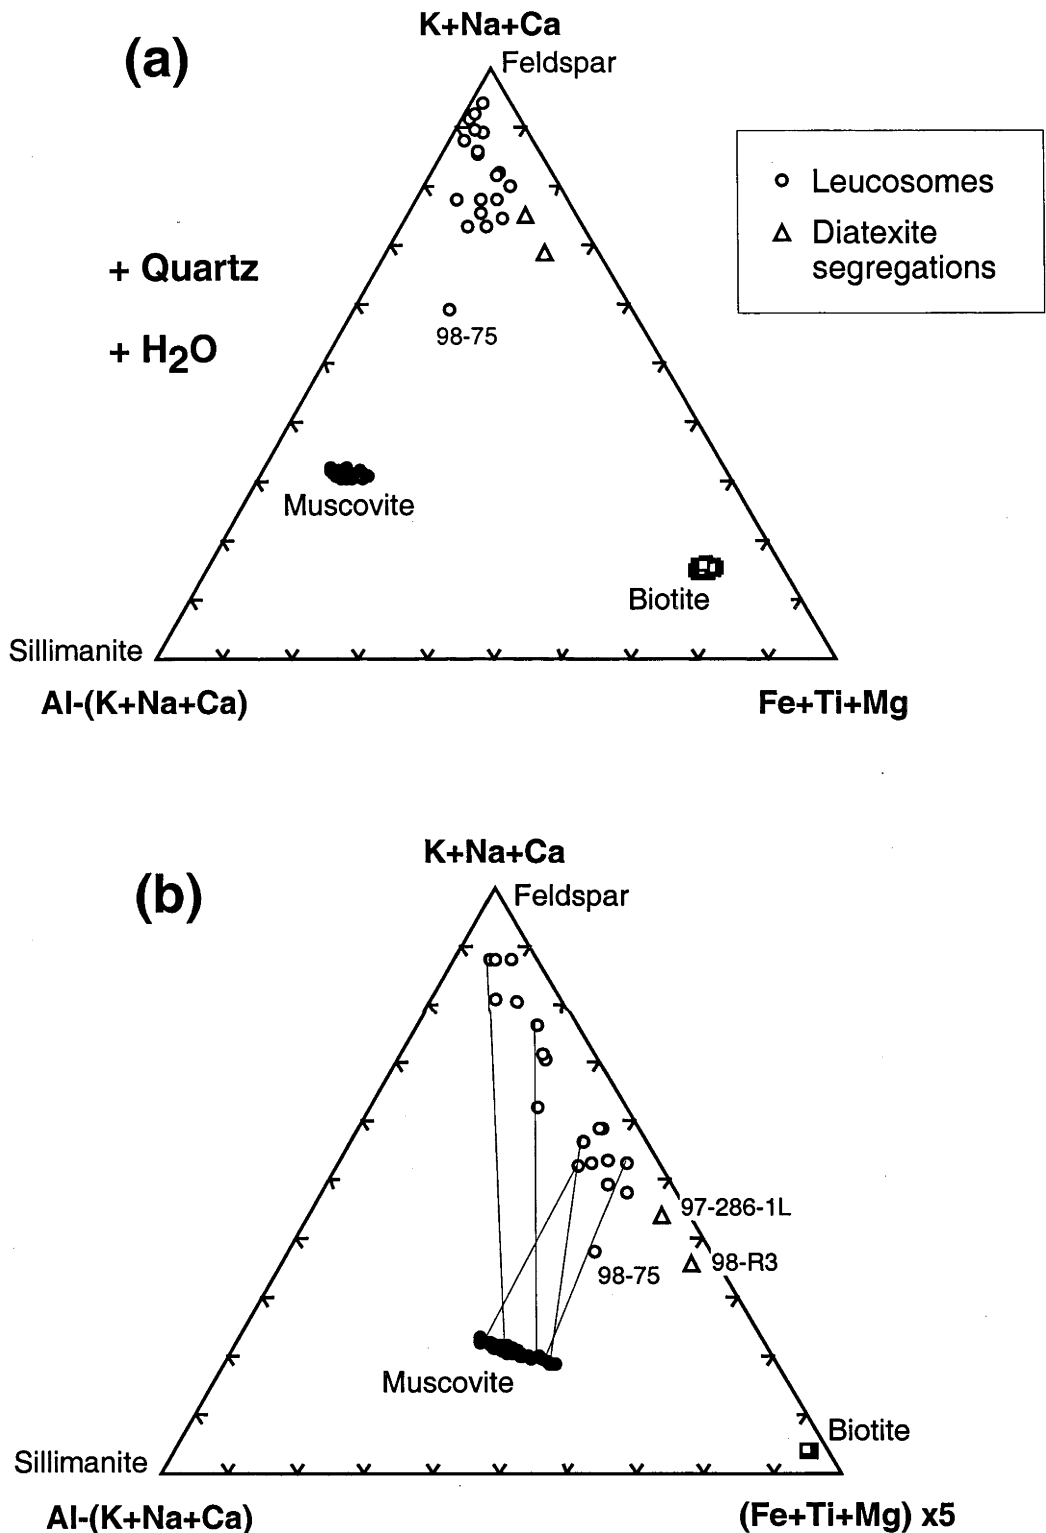 K+Na+Ca
(a)
Feldspar
Leucosomes
Diatexite
segregations
+ Quartz
+ H2O
98-75
Muscovite
Biotite
Sillimanite
Al-(K+Na+Ca)
Fe+Ti+Mg
K+Na+Ca
(b)
Feldspar
97-286-1L
98-R3
98-75
Muscovite
Biotite
Sillimanite
Al-(K+Na+Ca)
(Fe+Ti+Mg) x5